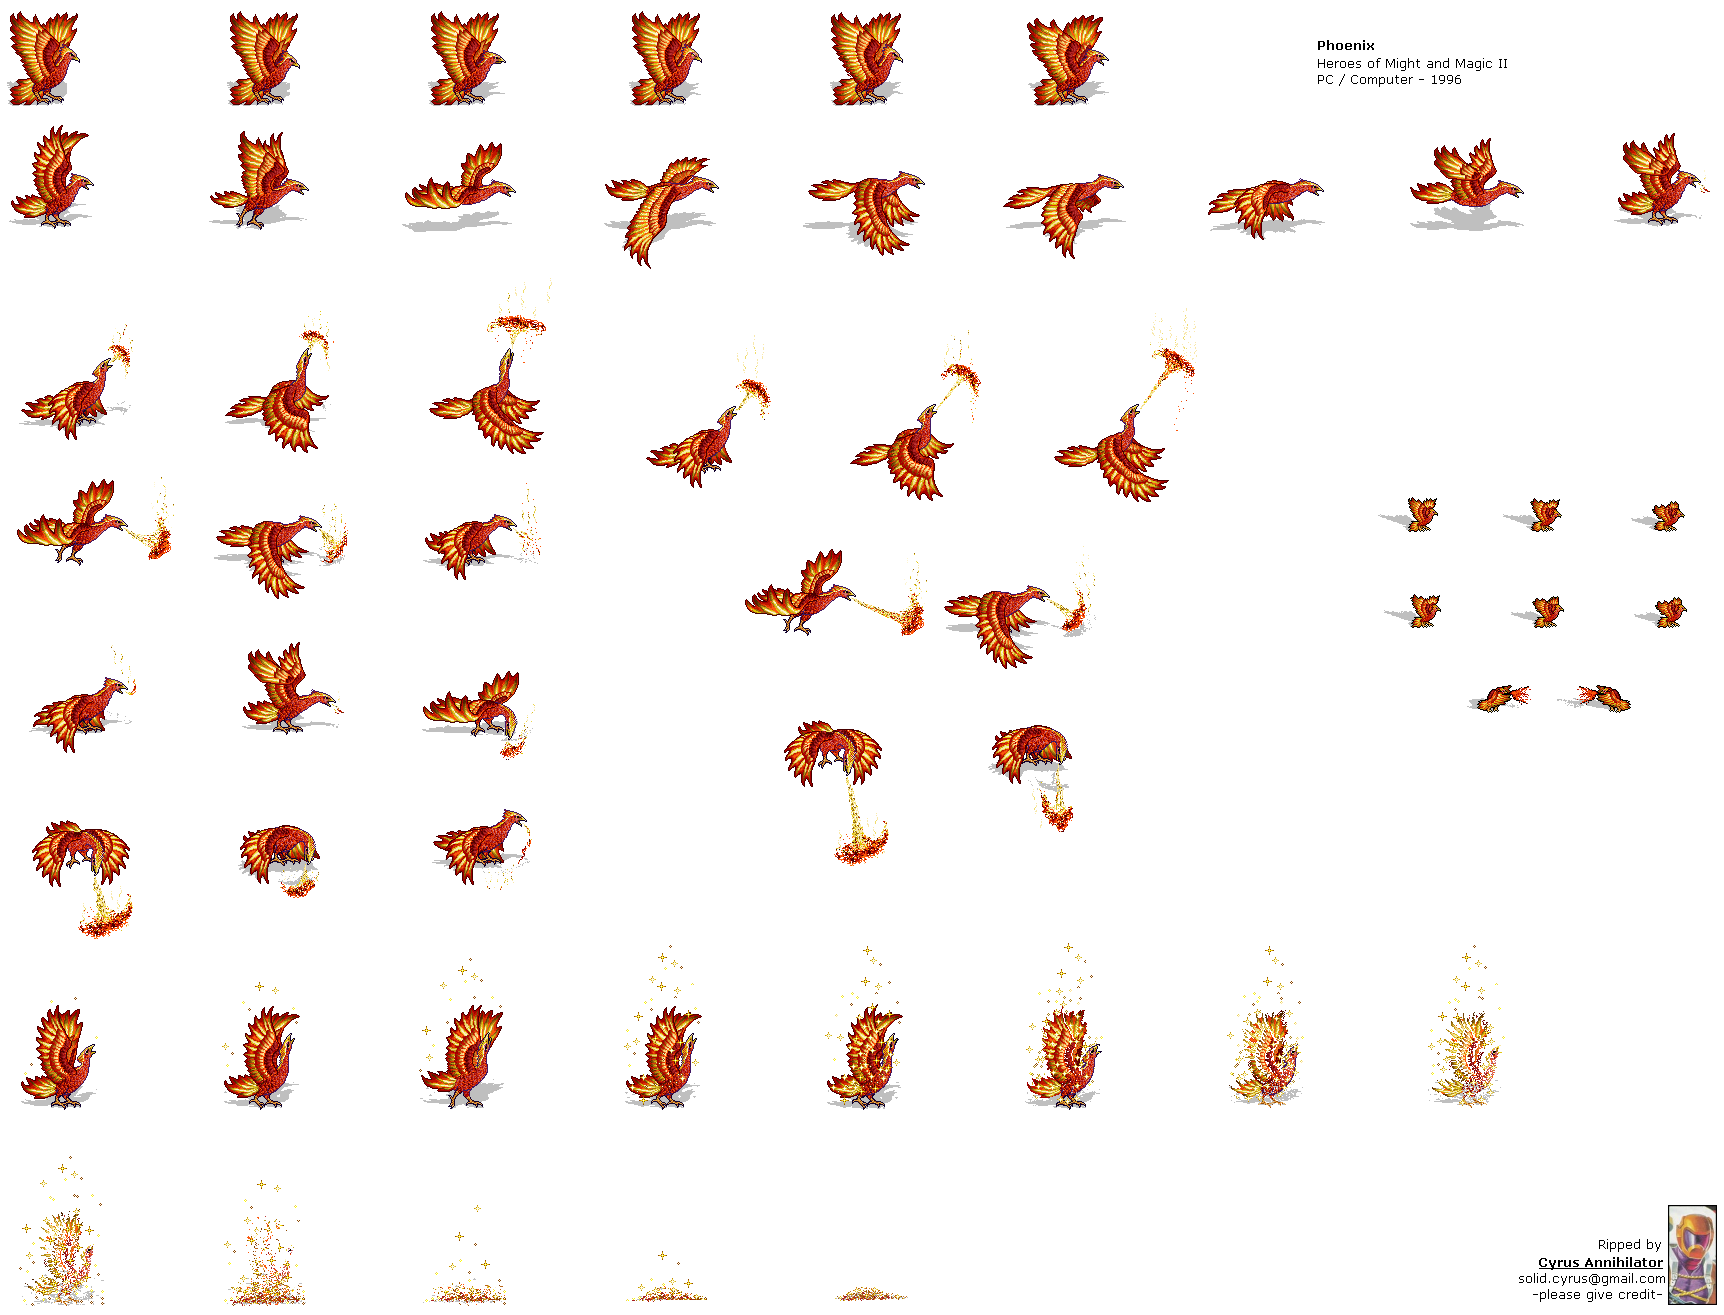 Phoenix
Heroes of Might and Magic II
PC / Computer - 1996
Ripped by
Cyrus Annihilator
solid.cyrus@gmail.com
-please give credit-